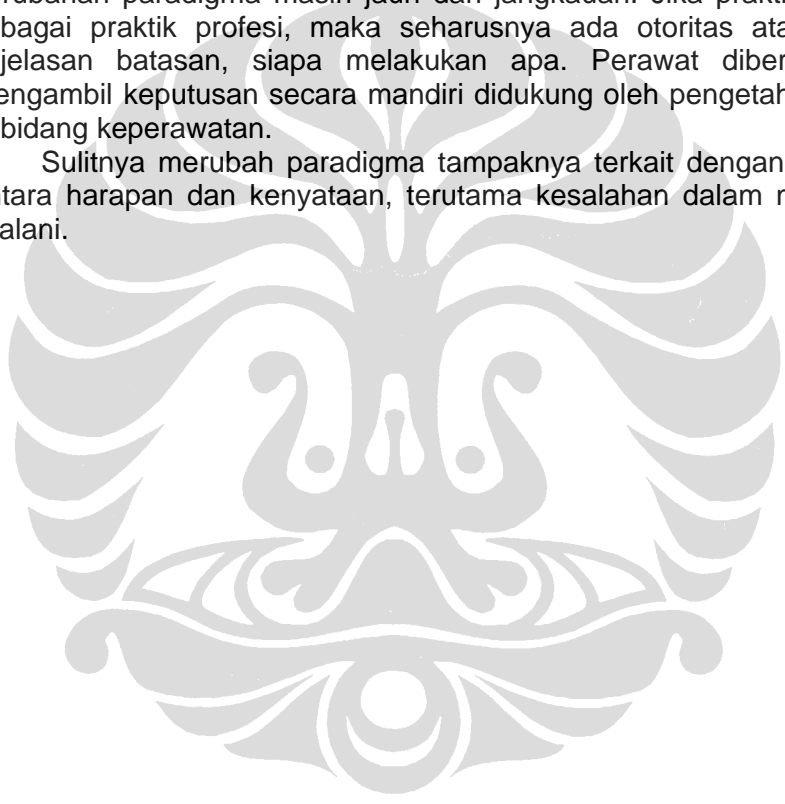 rubahan paradigma masih jauh dari jangkauan. Jika prakti
bagai praktik profesi, maka seharusnya ada otoritas ata
jelasan batasan, siapa melakukan apa. Perawat diber
engambil keputusan secara mandiri didukung oleh pengetah
bidang keperawatan.
Sulitnya merubah paradigma tampaknya terkait dengan
ntara harapan dan kenyataan, terutama kesalahan dalam
alani.